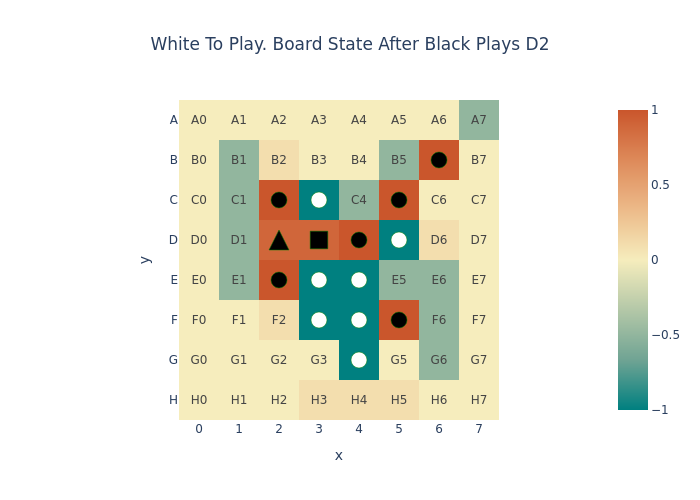 White To Play. Board State After Black Plays D2
A A0 A1 A2 A3 A4 A5 A6 A7
B B0 B1 B2 B3 B4 B5 B7
C C0 C1 C4 C6 C7
D D0 D1 D6 D7
E E0 E1 E5 E6 E7
F F0 F1 F2 F6 F7
G G0 G1 G2 G3 G5 G6 G7
H H0 H1 H2 H3 H4 H5 H6 H7
0 1 2 3 4 5 6 7
x
y
1
0.5
0
−0.5
−1